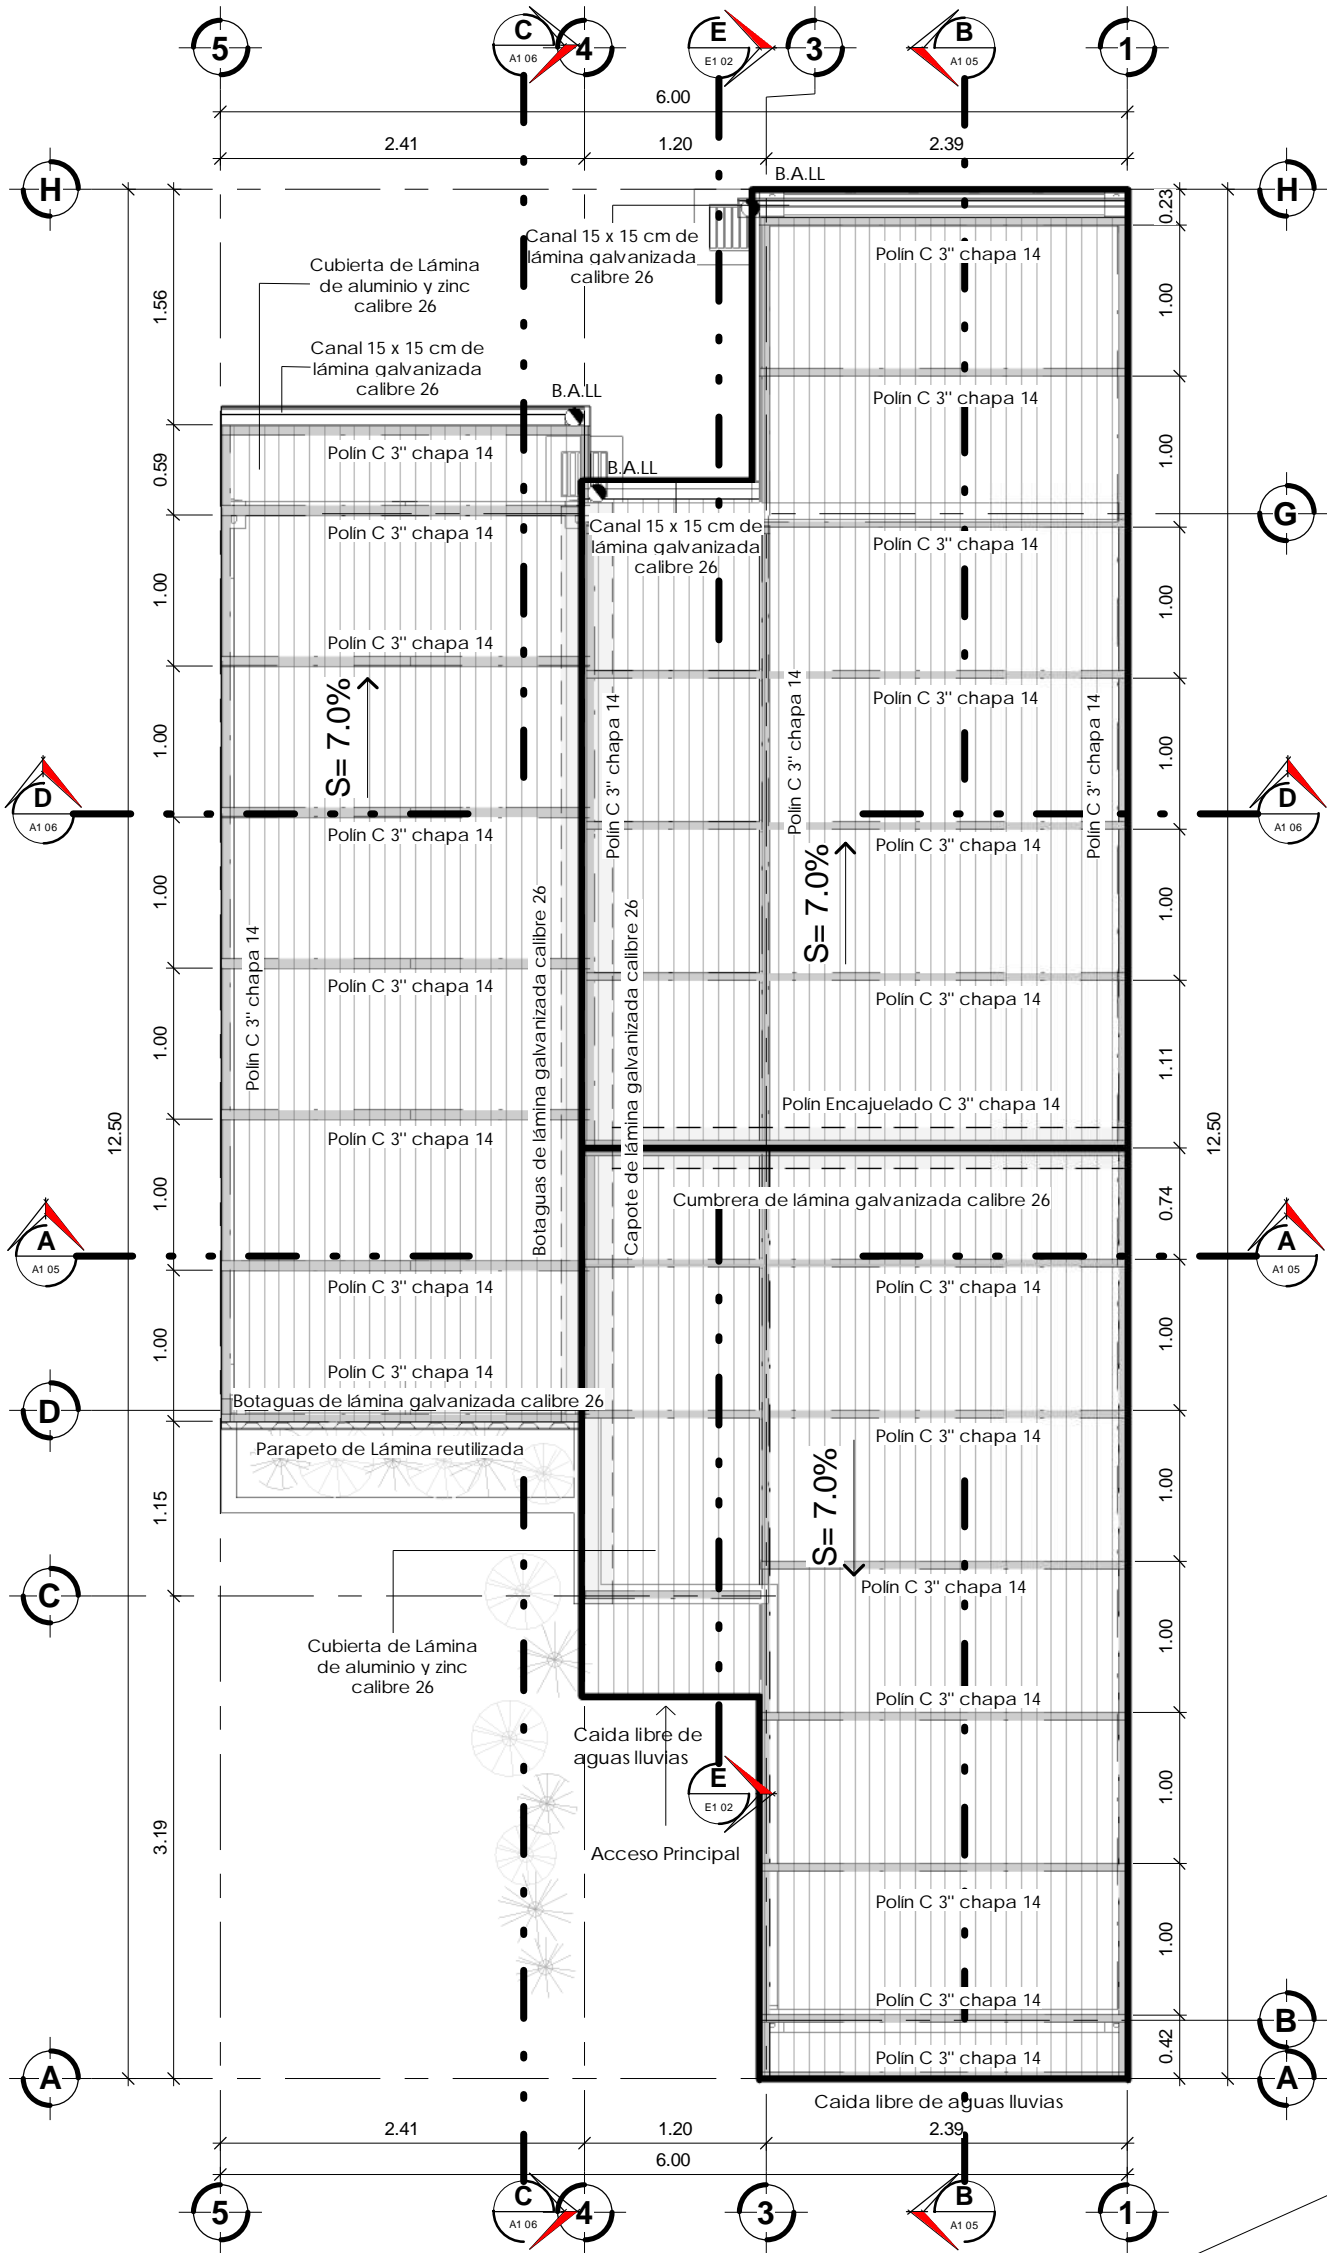 5
C
A1 06
4
E
E1 02
3
B
A1 05
1
6.00
2.41
1.20
2.39
H
B.A.LL
H
0.23
Canal 15 x 15 cm de
lámina galvanizada
calibre 26
Polín C 3" chapa 14
Cubierta de Lámina
de aluminio y zinc
calibre 26
1.56
1.00
Canal 15 x 15 cm de
lámina galvanizada
calibre 26
B.A.LL
Polín C 3" chapa 14
Polín C 3" chapa 14
0.59
B.A.LL
1.00
Canal 15 x 15 cm de
lámina galvanizada
calibre 26
G
Polín C 3" chapa 14
Polín C 3" chapa 14
1.00
1.00
Polín C 3" chapa 14
Polín C 3" chapa 14
S= 7.0%
Polín C 3" chapa 14
Polín C 3" chapa 14
Polín C 3" chapa 14
1.00
1.00
D
A1 06
D
A1 06
Polín C 3" chapa 14
Polín C 3" chapa 14
S= 7.0%
1.00
1.00
Polín C 3" chapa 14
Botaguas de lámina galvanizada calibre 26
Capote de lámina galvanizada calibre 26
Polín C 3" chapa 14
Polín C 3" chapa 14
1.00
1.11
Polín Encajuelado C 3" chapa 14
12.50
12.50
Polín C 3" chapa 14
1.00
Cumbrera de lámina galvanizada calibre 26
0.74
A
A1 05
A
A1 05
Polín C 3" chapa 14
Polín C 3" chapa 14
1.00
1.00
Polín C 3" chapa 14
D
Botaguas de lámina galvanizada calibre 26
Polín C 3" chapa 14
Parapeto de Lámina reutilizada
S= 7.0%
1.15
1.00
C
Polín C 3" chapa 14
Cubierta de Lámina
de aluminio y zinc
calibre 26
1.00
Polín C 3" chapa 14
Caida libre de
aguas lluvias
E
E1 02
1.00
3.19
Acceso Principal
Polín C 3" chapa 14
1.00
Polín C 3" chapa 14
B
0.42
A
Polín C 3" chapa 14
A
Caida libre de aguas lluvias
2.41
1.20
2.39
6.00
5
C
A1 06
4
3
B
A1 05
1